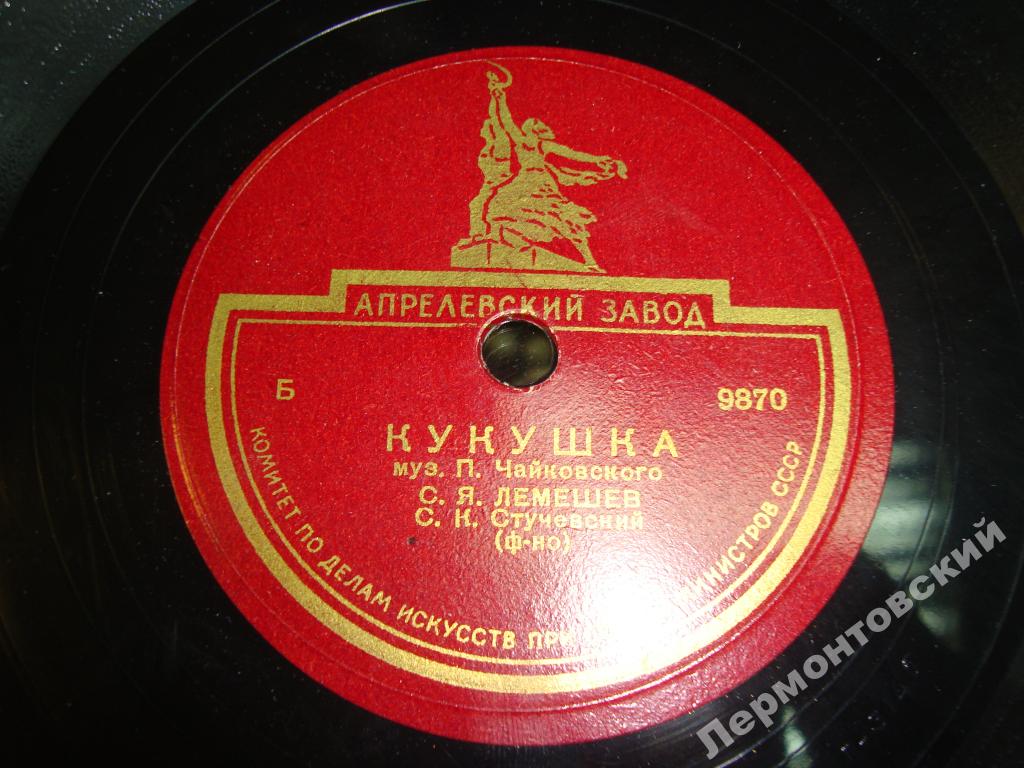 АПРЕЛЕВСКИЙ ЗАВОД
Б 9870
КУКУШКА
муз. П. Чайковского
С. Я. ЛЕМЕШЕВ
С. К. Стучевский
(ф-но)
КОМИТЕТ ПО ДЕЛАМ ИСКУССТВ ПРИ МИНИСТРОВ СССР
Лермонтовский